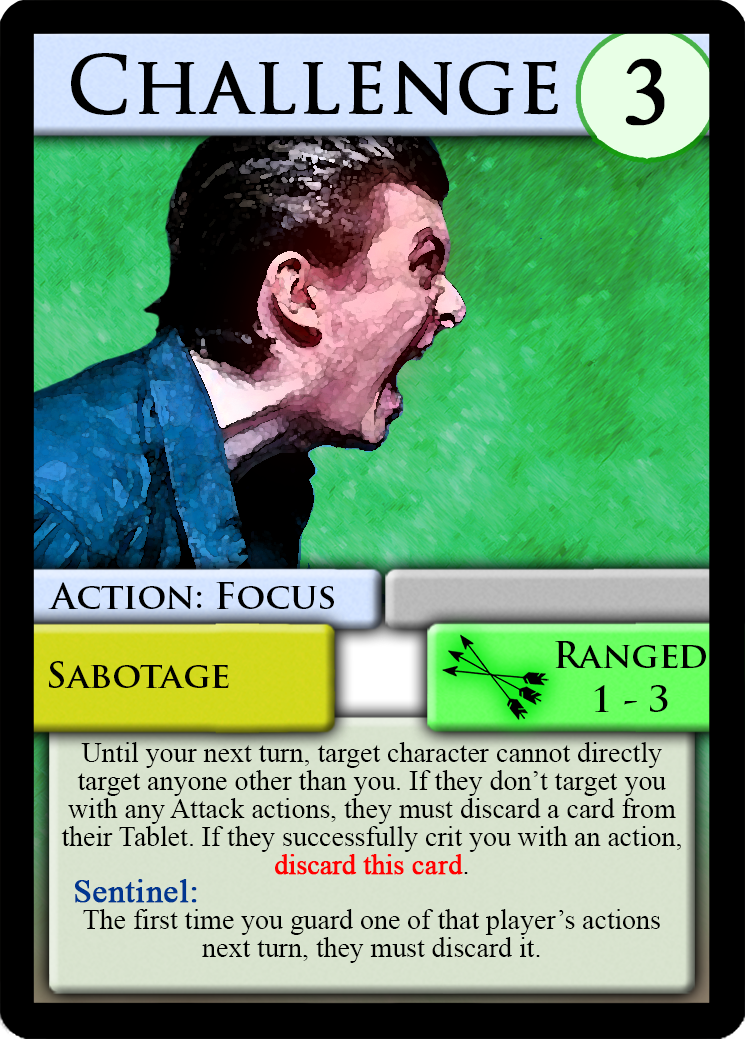 Challenge
3
Action: Focus
Sabotage
Ranged
1 - 3
Until your next turn, target character cannot directly
target anyone other than you. If they don't target you
with any Attack actions, they must discard a card from
their Tablet. If they successfully crit you with an action,
discard this card.
Sentinel:
The first time you guard one of that player's actions
next turn, they must discard it.